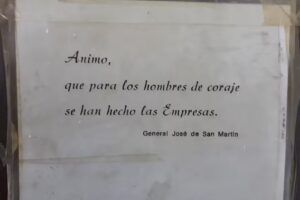 Animo,
que para los hombres de coraje
se han hecho las Empresas.
General José de San Martín